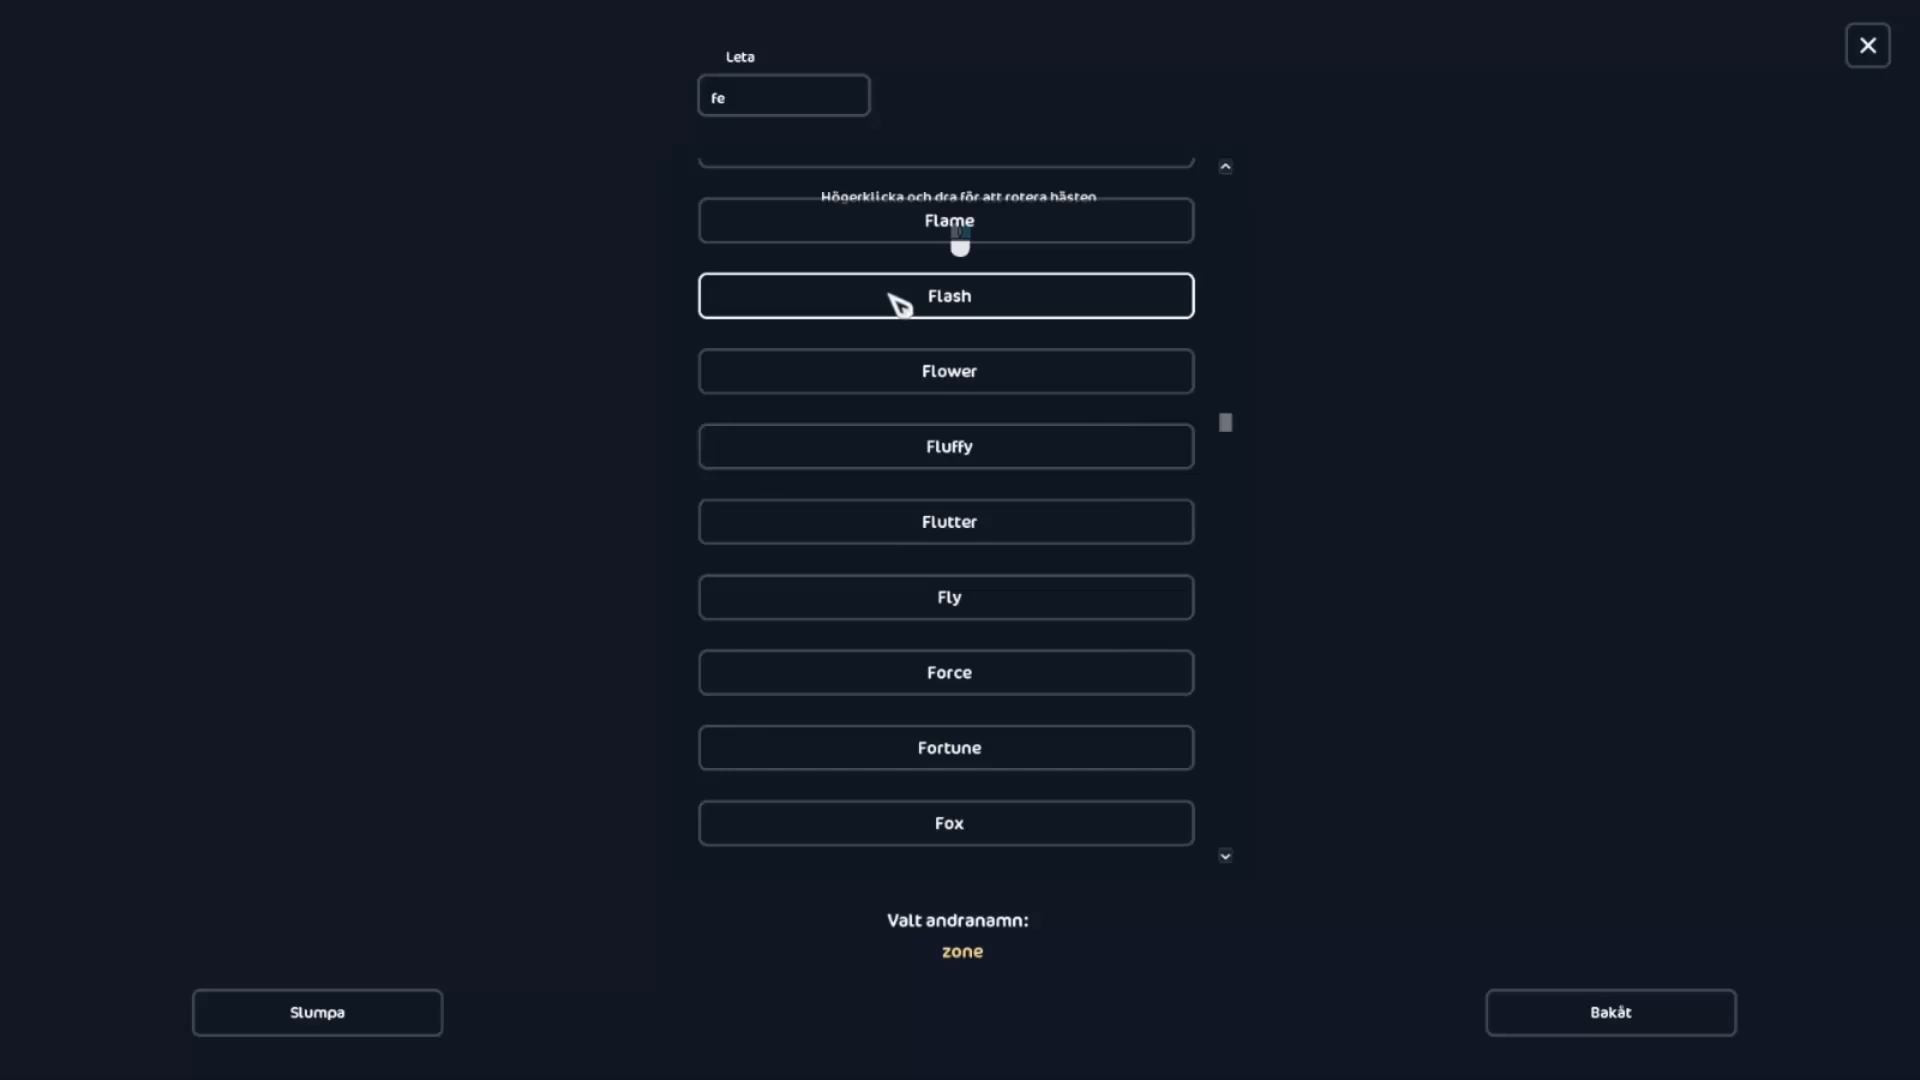 Leta
fe
Högerklicka och dra för att rotera hästen
Flame
Flash
Flower
Fluffy
Flutter
Fly
Force
Fortune
Fox
Valt andranamn:
zone
Slumpa
Bakåt